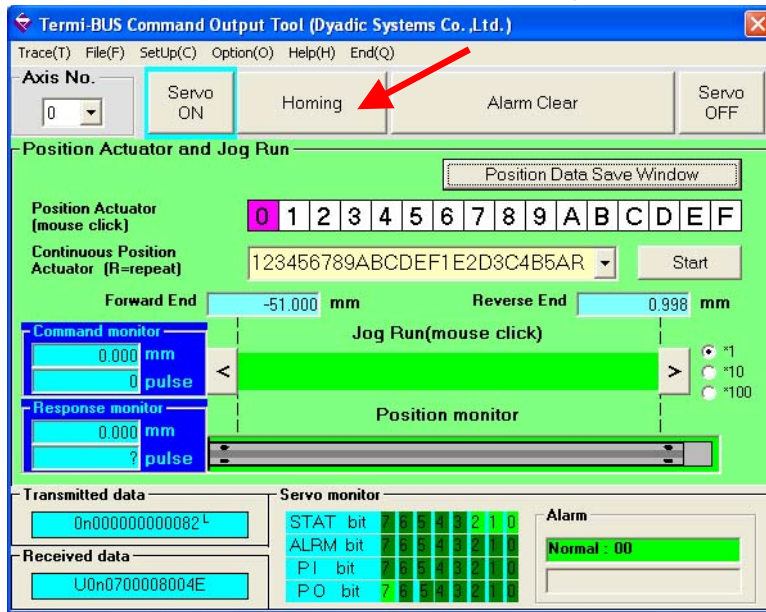 Termi-BUS Command Output Tool (Dyadic Systems Co.,Ltd.)
Trace(T) File(F) SetUp(C) Option(O) Help(H) End(Q)
Axis No.
0
Servo
ON
Homing
Alarm Clear
Servo
OFF
Position Actuator and Jog Run
Position Data Save Window
Position Actuator
(mouse click)
0 1 2 3 4 5 6 7 8 9 A B C D E F
Continuous Position
Actuator (R=repeat)
123456789ABCDEF1E2D3C4B5AR
Start
Forward End -51.000 mm Reverse End 0.998 mm
Command monitor
0.000 mm
0 pulse
Jog Run(mouse click)
< >
*1
*10
*100
Response monitor
0.000 mm
? pulse
Position monitor
Transmitted data
0n000000000082└
Received data
U0n0700008004E
Servo monitor
STAT bit 7 6 5 4 3 2 1 0
ALRM bit 7 6 5 4 3 2 1 0
PI bit 7 6 5 4 3 2 1 0
PO bit 7 6 5 4 3 2 1 0
Alarm
Normal : 00